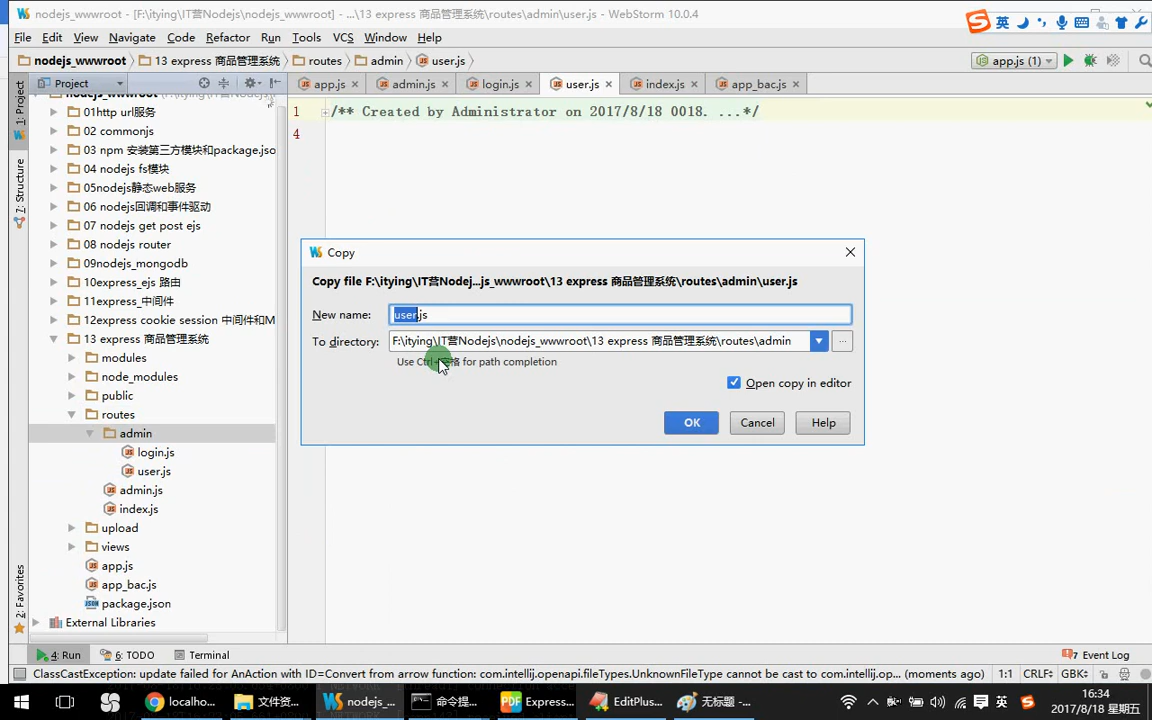 nodejs_wwwroot - [F:\itying\IT营Nodejs\nodejs_wwwroot] - ...\13 express 商品管理系统\routes\admin\user.js - WebStorm 10.0.4
英
File Edit View Navigate Code Refactor Run Tools VCS Window Help
nodejs_wwwroot 13 express 商品管理系统 routes admin user.js app.js (1)
Project app.js admin.js login.js user.js index.js app_bac.js
1: Project
7: Structure
2: Favorites
01http url服务
02 commonjs
03 npm 安装第三方模块和package.jso
04 nodejs fs模块
05nodejs静态web服务
06 nodejs回调和事件驱动
07 nodejs get post ejs
08 nodejs router
09nodejs_mongodb
10express_ejs 路由
11express_中间件
12express cookie session 中间件和M
13 express 商品管理系统
modules
node_modules
public
routes
admin
login.js
user.js
admin.js
index.js
upload
views
app.js
app_bac.js
package.json
External Libraries
1 /** Created by Administrator on 2017/8/18 0018. ...*/
4
Copy
Copy file F:\itying\IT营Nodej...js_wwwroot\13 express 商品管理系统\routes\admin\user.js
New name: user.js
To directory: F:\itying\IT营Nodejs\nodejs_wwwroot\13 express 商品管理系统\routes\admin
Use Ctrl+空格 for path completion
Open copy in editor
OK Cancel Help
4: Run 6: TODO Terminal 7 Event Log
ClassCastException: update failed for AnAction with ID=Convert from arrow function: com.intellij.openapi.fileTypes.UnknownFileType cannot be cast to com.intellij.op... (moments ago) 1:1 CRLF: GBK:
localho... 文件资... nodejs_... 命令提... Express... EditPlus... 无标题 -... 英 16:34
2017/8/18 星期五